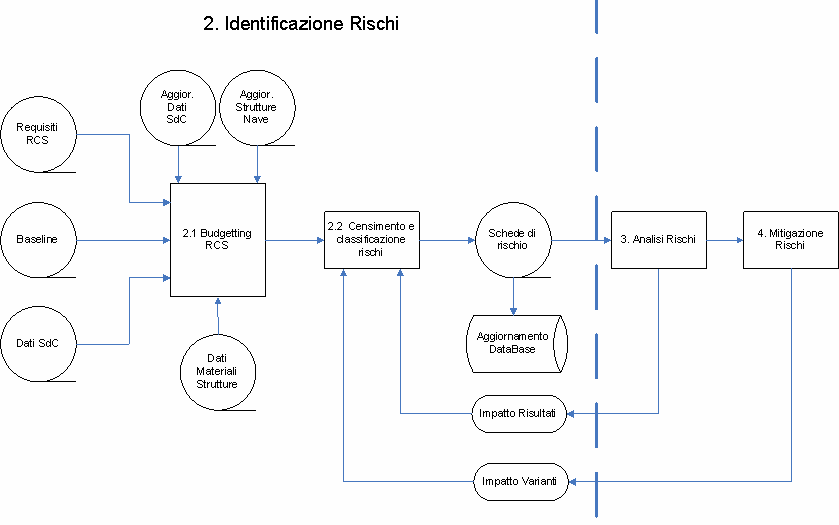 2. Identificazione Rischi
Aggior.
Dati
SdC
Aggior.
Strutture
Nave
Requisiti
RCS
Baseline
Dati SdC
2.1 Budgetting
RCS
Dati
Materiali
Strutture
2.2 Censimento e
classificazione
rischi
Schede di
rischio
Aggiornamento
DataBase
3. Analisi Rischi
4. Mitigazione
Rischi
Impatto Risultati
Impatto Varianti